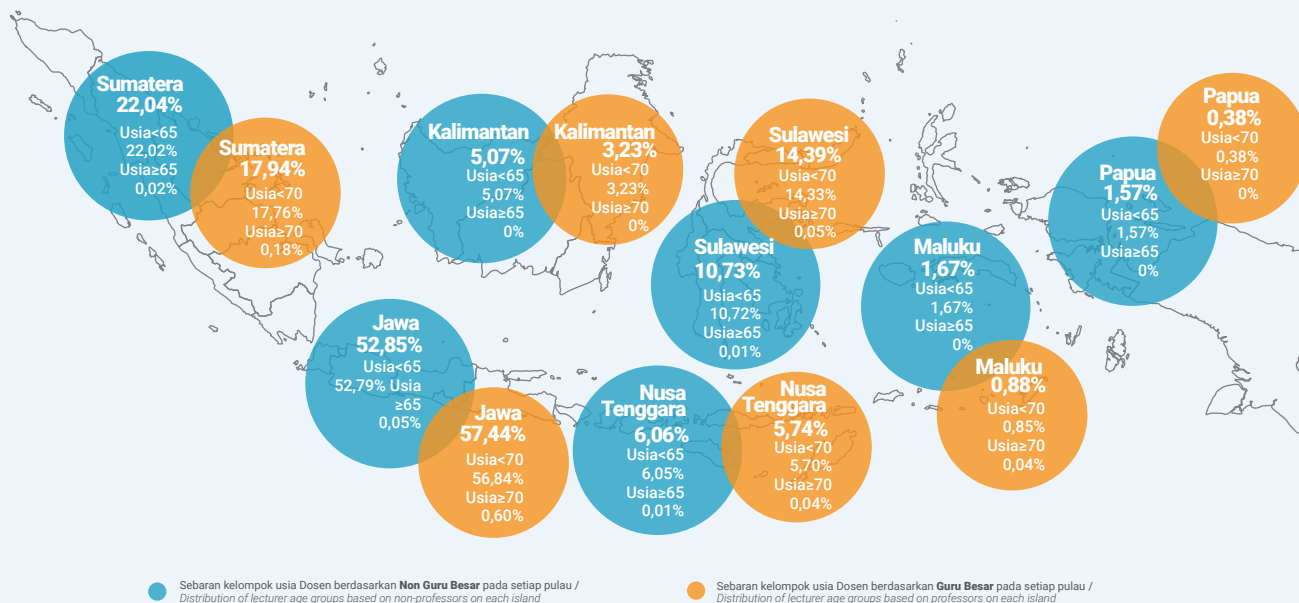 Sumatera
22,04%
Usia<65
22,02%
Usia≥65
0,02%
Sumatera
17,94%
Usia<70
17,76%
Usia≥70
0,18%
Kalimantan
5,07%
Usia<65
5,07%
Usia≥65
0%
Kalimantan
3,23%
Usia<70
3,23%
Usia≥70
0%
Sulawesi
14,39%
Usia<70
14,33%
Usia≥70
0,05%
Sulawesi
10,73%
Usia<65
10,72%
Usia≥65
0,01%
Papua
0,38%
Usia<70
0,38%
Usia≥70
0%
Papua
1,57%
Usia<65
1,57%
Usia≥65
0%
Maluku
1,67%
Usia<65
1,67%
Usia≥65
0%
Maluku
0,88%
Usia<70
0,85%
Usia≥70
0,04%
Jawa
52,85%
Usia<65
52,79% Usia
≥65
0,05%
Jawa
57,44%
Usia<70
56,84%
Usia≥70
0,60%
Nusa
Tenggara
6,06%
Usia<65
6,05%
Usia≥65
0,01%
Nusa
Tenggara
5,74%
Usia<70
5,70%
Usia≥70
0,04%
Sebaran kelompok usia Dosen berdasarkan Non Guru Besar pada setiap pulau /
Distribution of lecturer age groups based on non-professors on each island
Sebaran kelompok usia Dosen berdasarkan Guru Besar pada setiap pulau /
Distribution of lecturer age groups based on professors on each island